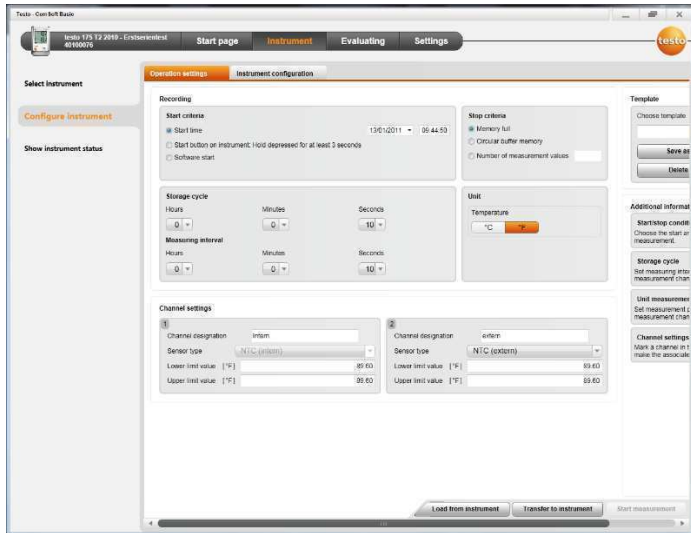 Testo - ComSoft Basic
testo 175 T2 2010 - Erstserientest
40100076
Start page
Instrument
Evaluating
Settings
testo
Select instrument
Configure instrument
Show instrument status
Operation settings
Instrument configuration
Recording
Start criteria
Start time
13/01/2011
09:44:50
Start button on instrument: Hold depressed for at least 3 seconds
Software start
Stop criteria
Memory full
Circular buffer memory
Number of measurement values
Storage cycle
Hours
Minutes
Seconds
0
0
10
Measuring interval
Hours
Minutes
Seconds
0
0
10
Unit
Temperature
°C
°F
Channel settings
1
Channel designation
intern
Sensor type
NTC (intern)
Lower limit value [°F]
89.60
Upper limit value [°F]
89.60
2
Channel designation
extern
Sensor type
NTC (extern)
Lower limit value [°F]
89.60
Upper limit value [°F]
89.60
Template
Choose template
Save as
Delete
Additional informat
Start/stop conditi
Choose the start an
measurement.
Storage cycle
Set measuring inter
measurement chan
Unit measuremen
Set measurement p
measurement chan
Channel settings
Mark a channel in t
make the associate
Load from instrument
Transfer to instrument
Start measurement